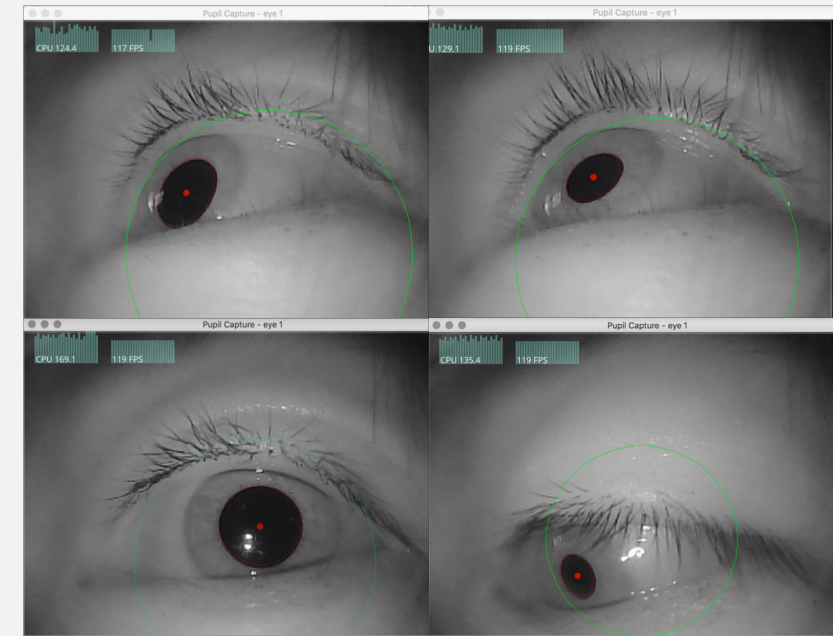 Pupil Capture - eye 1
CPU 124.4 117 FPS
Pupil Capture - eye 1
U 129.1 119 FPS
Pupil Capture - eye 1
CPU 169.1 119 FPS
Pupil Capture - eye 1
CPU 135.4 119 FPS